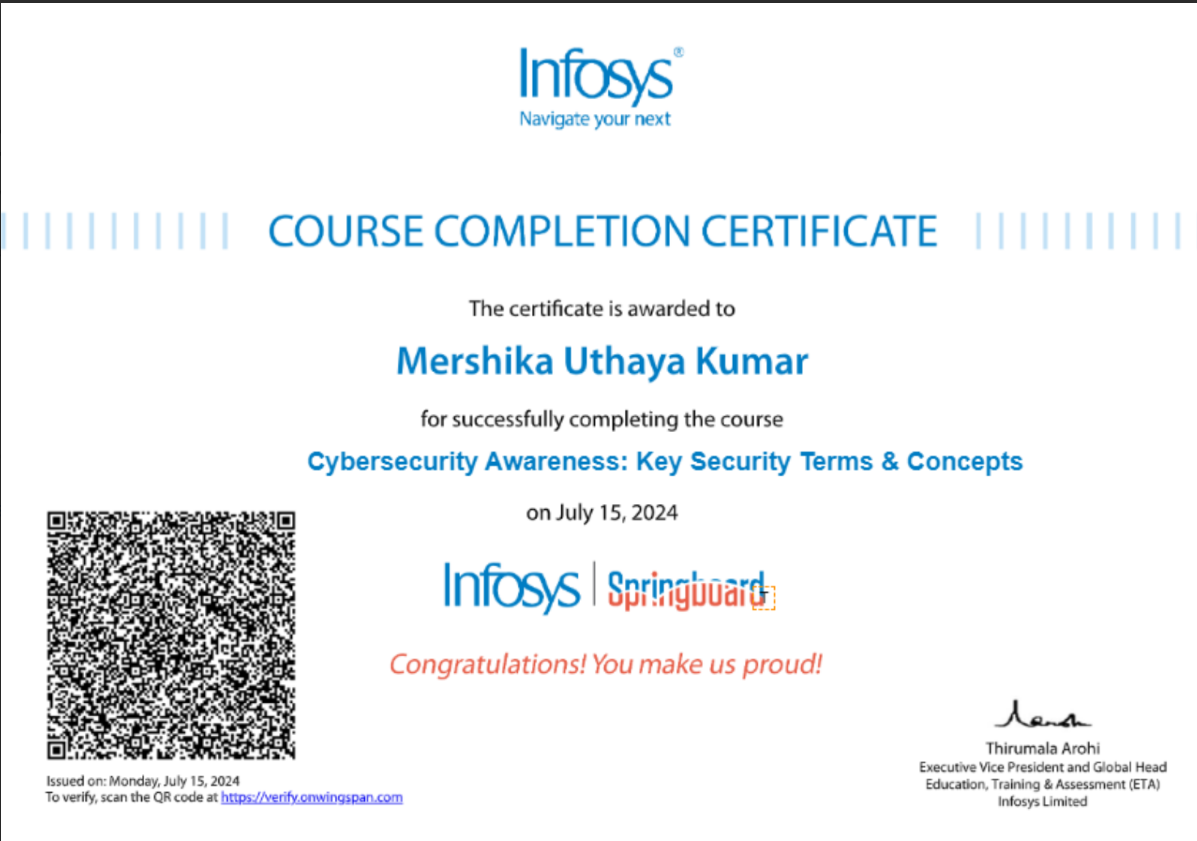 Infosys®
Navigate your next
COURSE COMPLETION CERTIFICATE
The certificate is awarded to
Mershika Uthaya Kumar
for successfully completing the course
Cybersecurity Awareness: Key Security Terms & Concepts
on July 15, 2024
Infosys | Springboard
Congratulations! You make us proud!
Issued on: Monday, July 15, 2024
To verify, scan the QR code at https://verify.onwingspan.com
Thirumala Arohi
Executive Vice President and Global Head
Education, Training & Assessment (ETA)
Infosys Limited